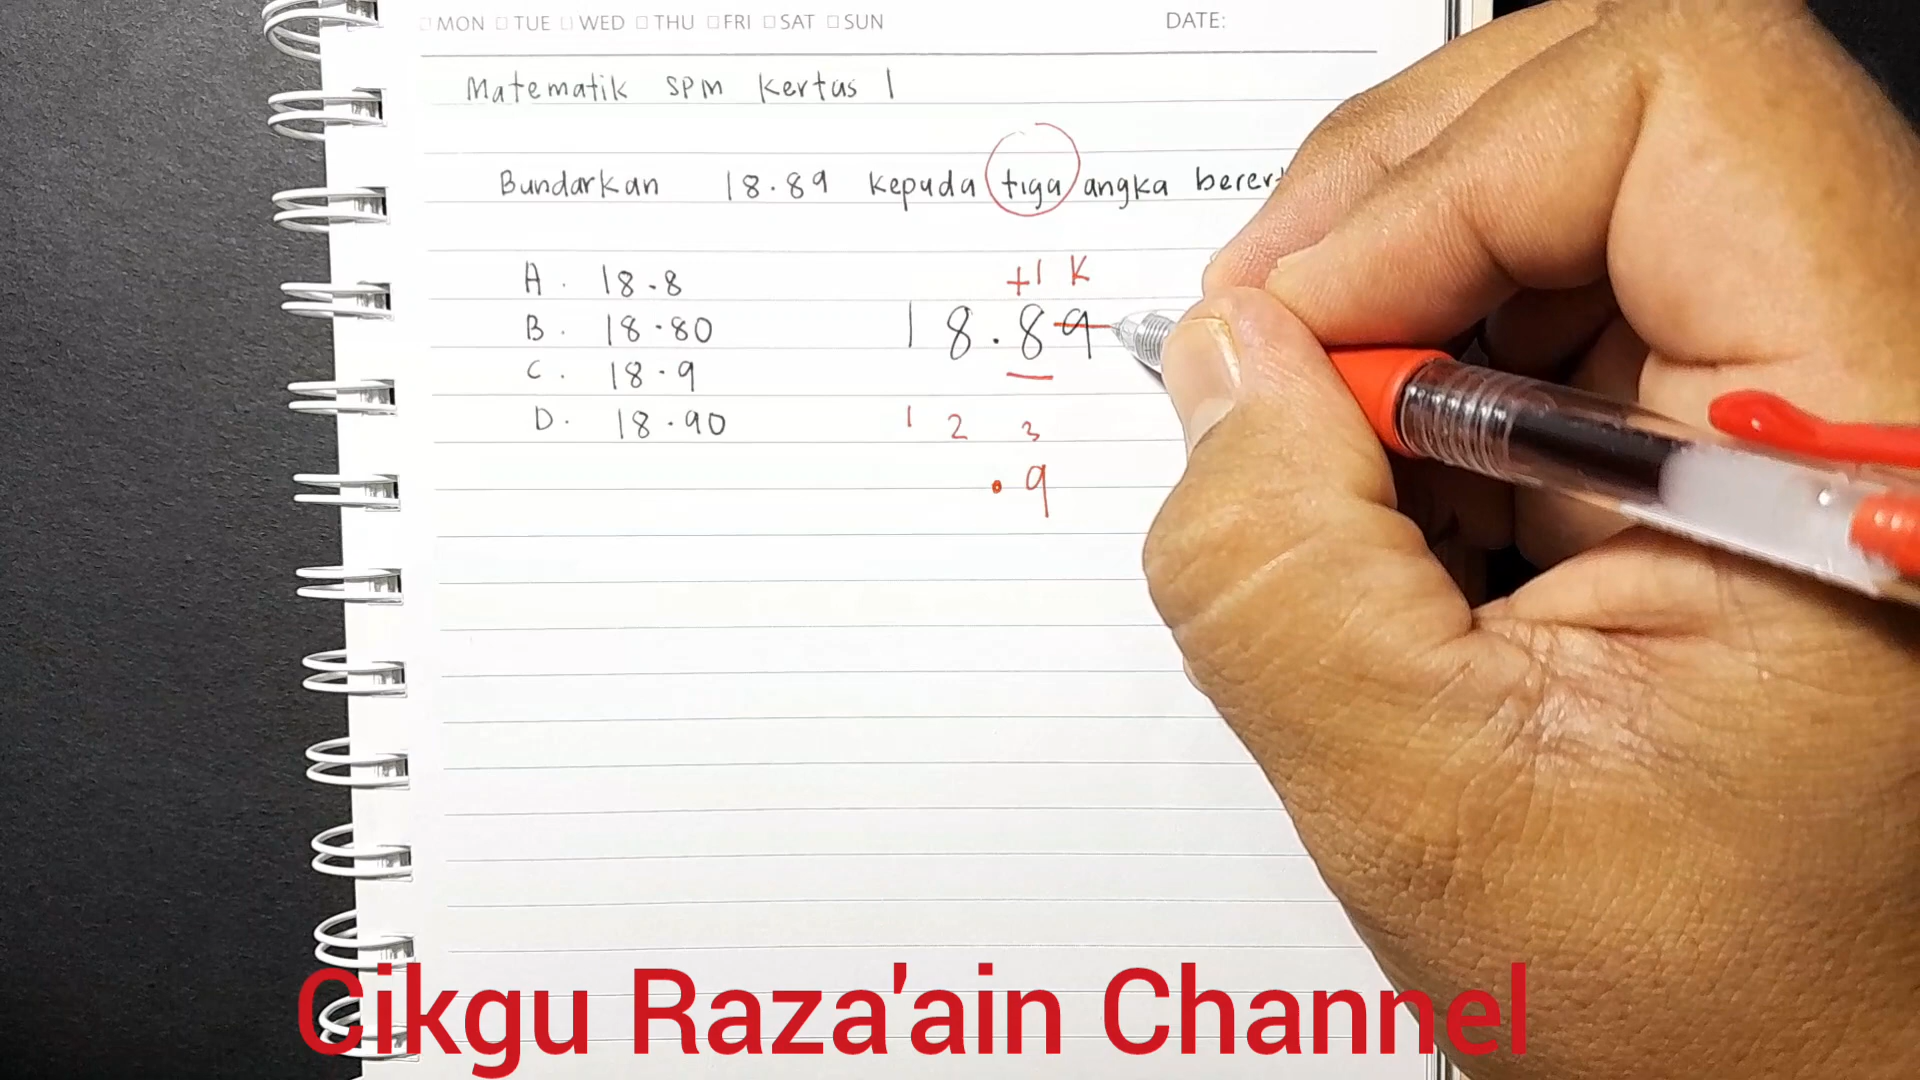 MON TUE WED THU FRI SAT SUN DATE:
Matematik SPM Kertas 1
Bundarkan 18.89 kepada tiga angka
A. 18.8
B. 18.80
C. 18.9
D. 18.90
+1 K
18.89
1 2 3
.9
Cikgu Raza'ain Channel